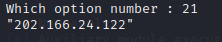 Which option number : 21
"202.166.24.122"